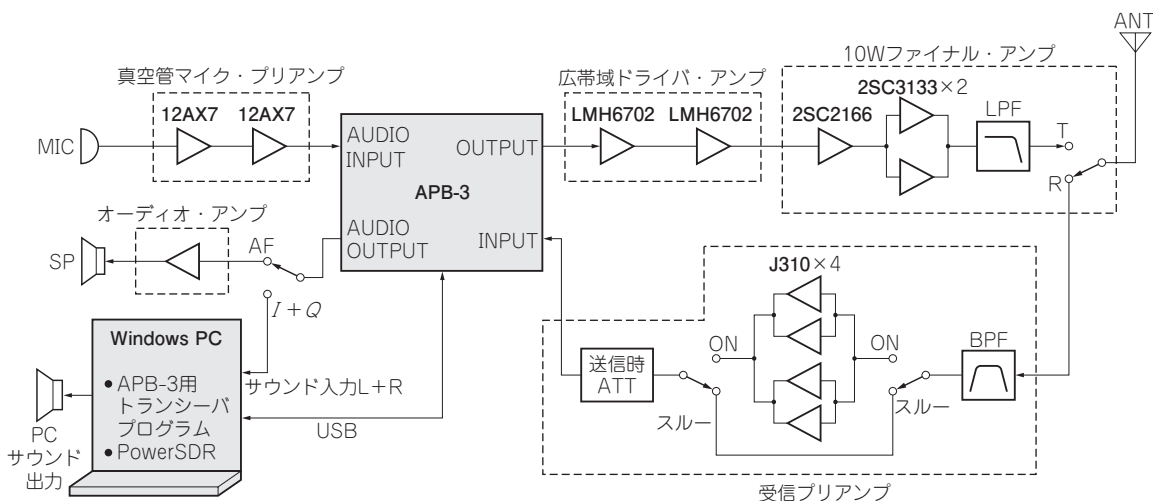 ANT
10Wファイナル・アンプ
真空管マイク・プリアンプ
広帯域ドライバ・アンプ
2SC3133×2
12AX7 12AX7
LMH6702 LMH6702
2SC2166
LPF
T
MIC
AUDIO
INPUT
OUTPUT
APB-3
R
オーディオ・アンプ
AUDIO
OUTPUT
INPUT
AF
SP
J310×4
I+Q
Windows PC
ON
ON
BPF
送信時
ATT
• APB-3用
トランシーバ
プログラム
• PowerSDR
サウンド入力L+R
スルー
スルー
USB
PC
サウンド
出力
受信プリアンプ